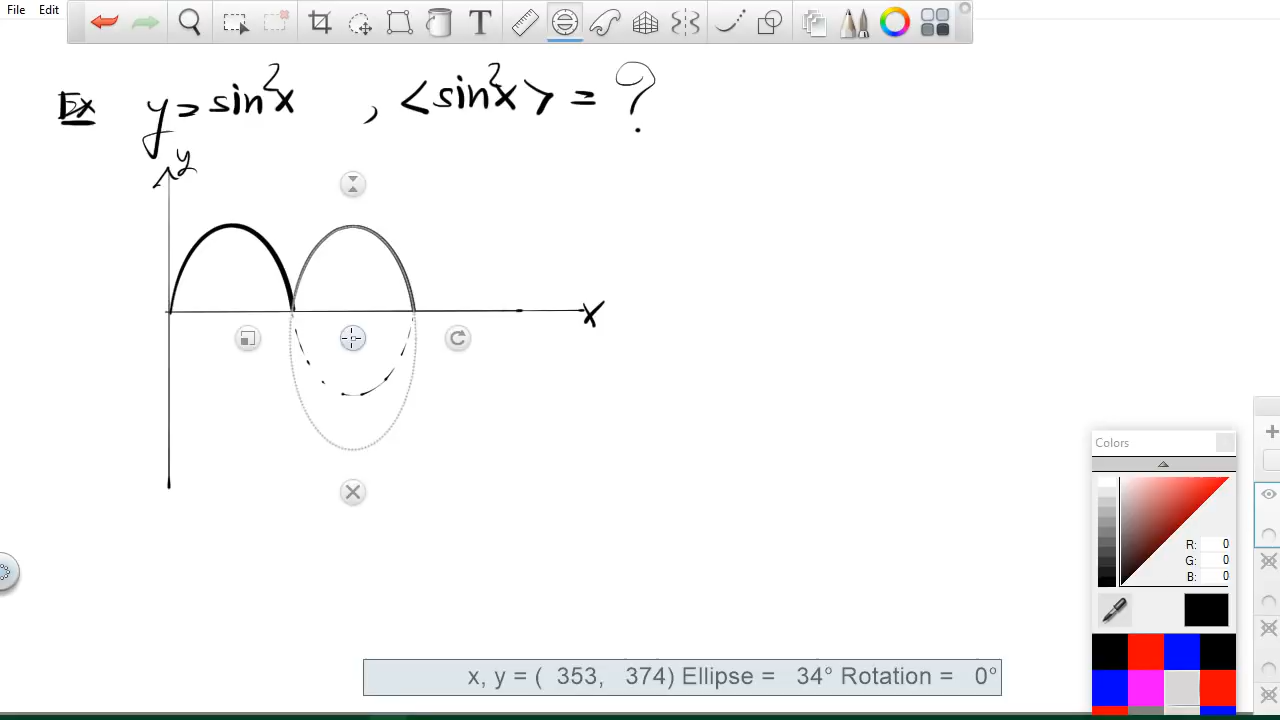 File Edit
Ex y = sin²x , <sin²x> = ?
y
x
Colors
R: 0
G: 0
B: 0
x, y = ( 353, 374) Ellipse = 34° Rotation = 0°